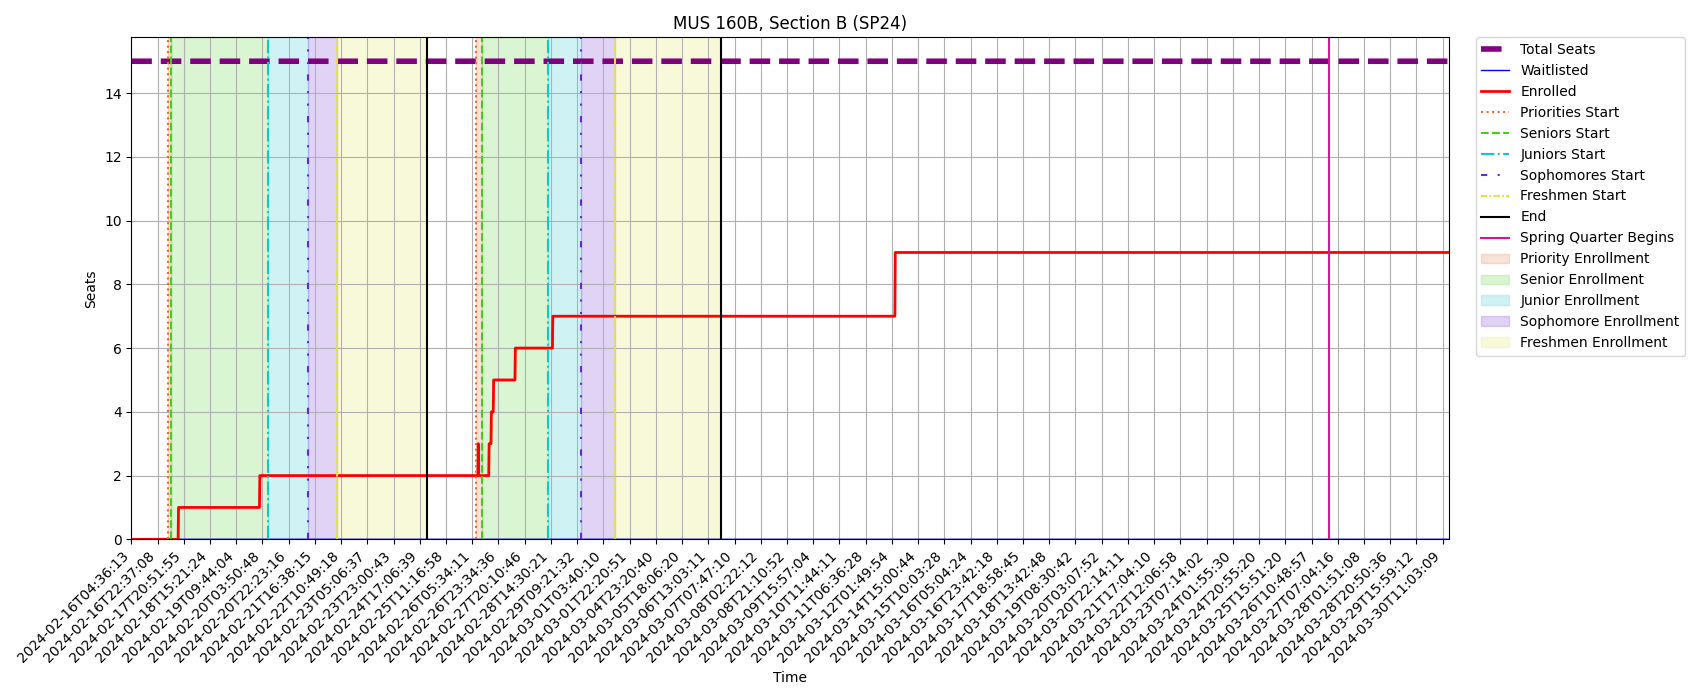 MUS 160B, Section B (SP24)
Seats
14
12
10
8
6
4
2
0
2024-02-16T04:36:13
2024-02-16T22:37:08
2024-02-17T20:51:55
2024-02-18T15:21:24
2024-02-19T09:44:04
2024-02-20T03:50:48
2024-02-20T22:23:16
2024-02-21T16:38:15
2024-02-22T10:49:18
2024-02-23T05:06:37
2024-02-23T23:00:43
2024-02-24T17:06:39
2024-02-25T11:16:58
2024-02-26T05:34:11
2024-02-26T23:34:36
2024-02-27T20:10:46
2024-02-28T14:30:21
2024-02-29T09:21:32
2024-03-01T03:40:10
2024-03-01T22:20:51
2024-03-04T23:20:40
2024-03-05T18:06:20
2024-03-06T13:03:11
2024-03-07T07:47:10
2024-03-08T02:22:12
2024-03-08T21:10:52
2024-03-09T15:57:04
2024-03-10T11:44:11
2024-03-11T06:36:28
2024-03-12T01:49:54
2024-03-14T15:00:44
2024-03-15T10:03:28
2024-03-16T05:04:24
2024-03-16T23:42:18
2024-03-17T18:58:45
2024-03-18T13:42:48
2024-03-19T08:30:42
2024-03-20T03:07:52
2024-03-20T22:14:11
2024-03-21T17:04:10
2024-03-22T12:06:58
2024-03-23T07:14:02
2024-03-24T01:55:30
2024-03-24T20:55:20
2024-03-25T15:51:20
2024-03-26T10:48:57
2024-03-27T07:04:16
2024-03-28T01:51:08
2024-03-28T20:50:36
2024-03-29T15:59:12
2024-03-30T11:03:09
Time
Total Seats
Waitlisted
Enrolled
Priorities Start
Seniors Start
Juniors Start
Sophomores Start
Freshmen Start
End
Spring Quarter Begins
Priority Enrollment
Senior Enrollment
Junior Enrollment
Sophomore Enrollment
Freshmen Enrollment